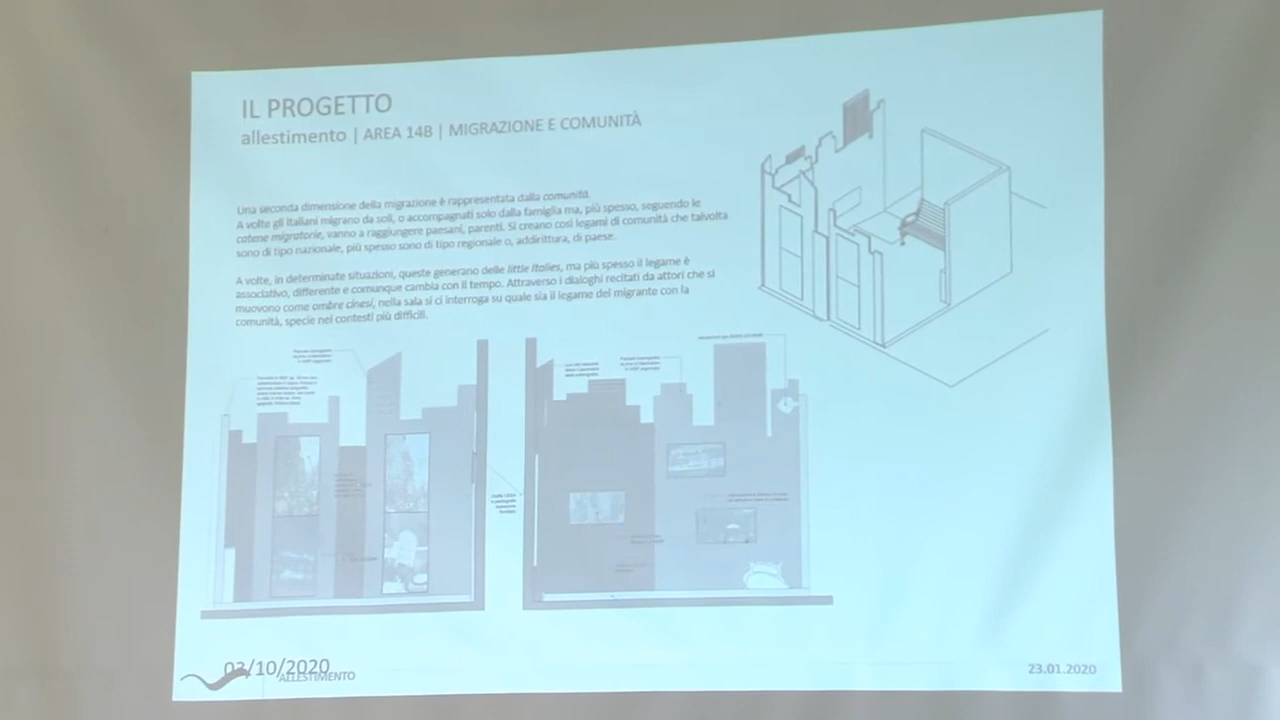 IL PROGETTO
allestimento | AREA 14B | MIGRAZIONE E COMUNITÀ
Una seconda dimensione della migrazione è rappresentata dalla comunità.
A volte gli italiani migrano da soli, o accompagnati solo dalla famiglia ma, più spesso, seguendo le
catene migratorie, vanno a raggiungere paesani, parenti. Si creano così legami di comunità che talvolta
sono di tipo nazionale, più spesso sono di tipo regionale o, addirittura, di paese.
A volte, in determinate situazioni, queste generano delle little Italies, ma più spesso il legame è
associativo, differente e comunque cambia con il tempo. Attraverso i dialoghi recitati da attori che si
muovono come ombre cinesi, nella sala si ci interroga su quale sia il legame del migrante con la
comunità, specie nei contesti più difficili.
03/10/2020
ALLESTIMENTO
23.01.2020